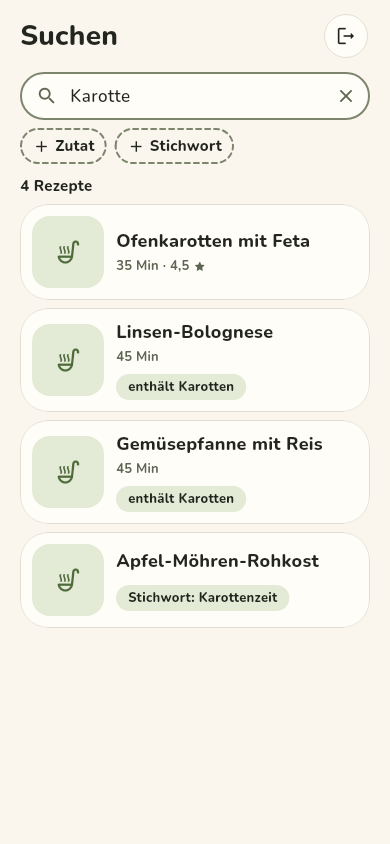 Suchen
Karotte
+ Zutat
+ Stichwort
4 Rezepte
Ofenkarotten mit Feta
35 Min · 4,5 ★
Linsen-Bolognese
45 Min
enthält Karotten
Gemüsepfanne mit Reis
45 Min
enthält Karotten
Apfel-Möhren-Rohkost
Stichwort: Karottenzeit